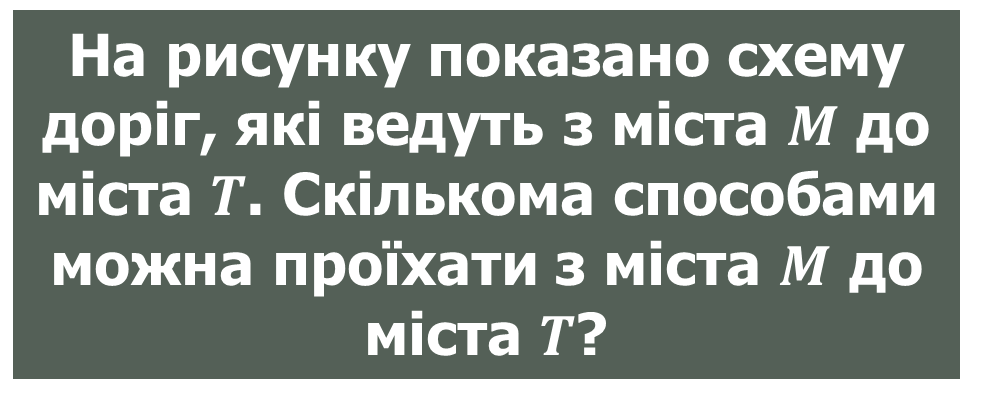 На рисунку показано схему
доріг, які ведуть з міста M до
міста T. Скількома способами
можна проїхати з міста M до
міста T?